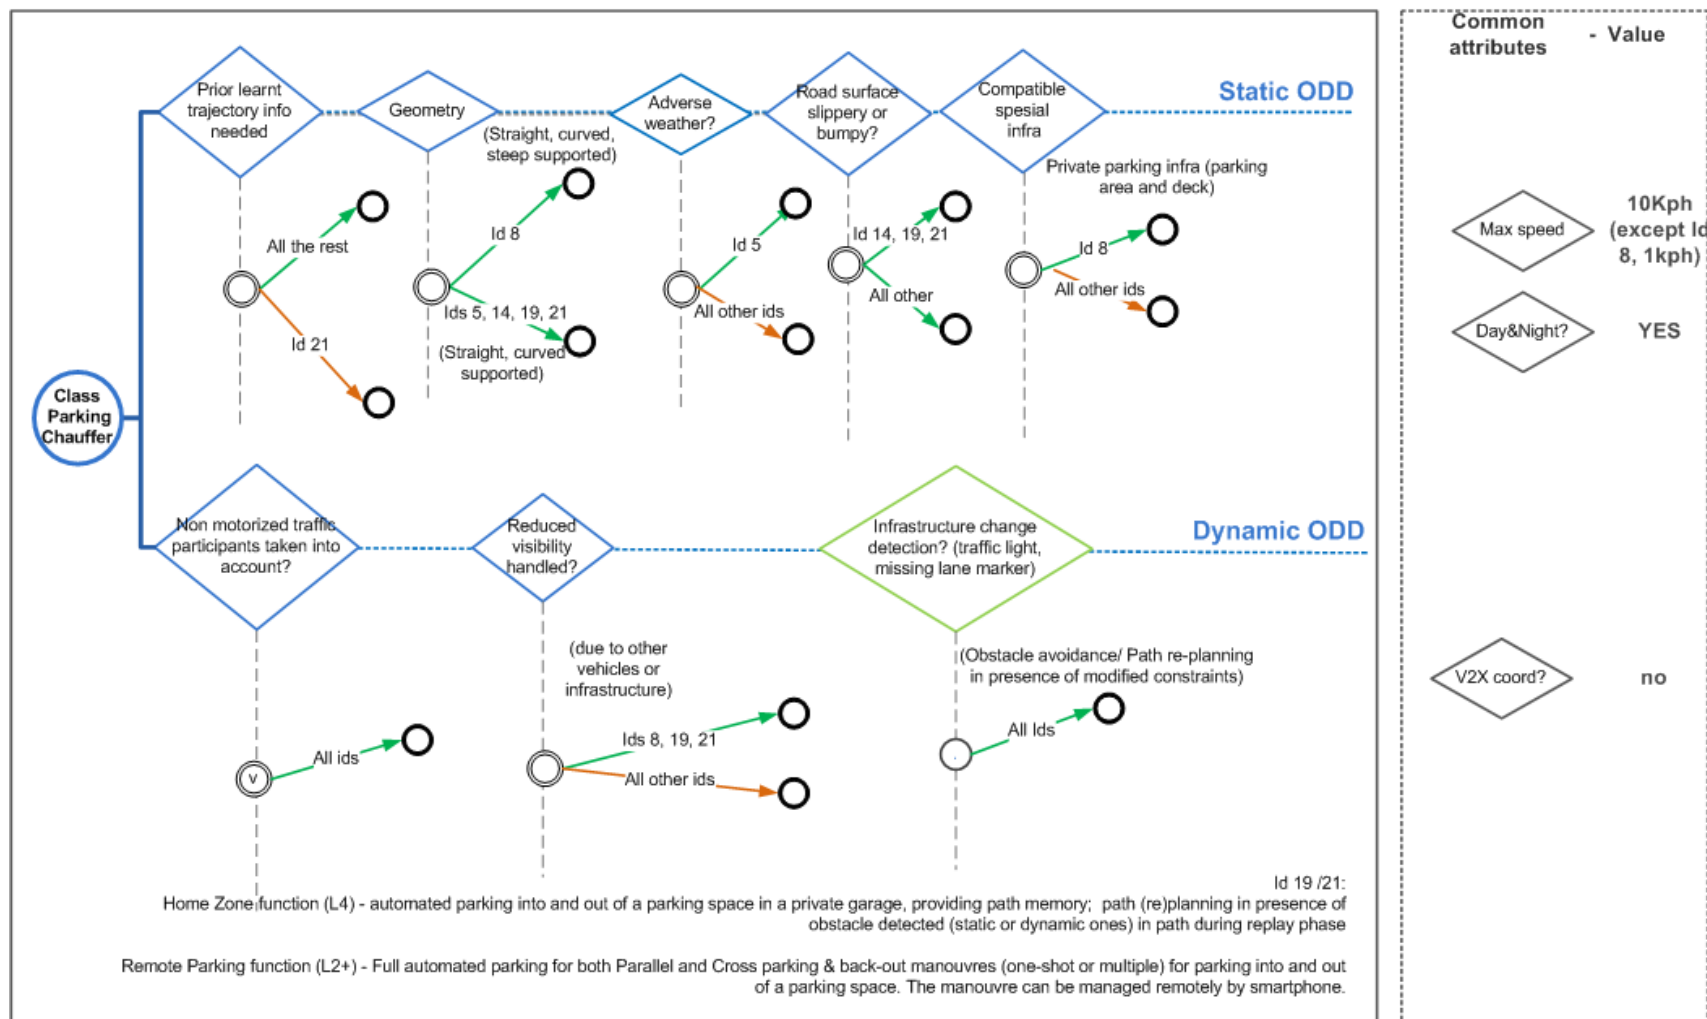 Common
attributes
- Value
Prior learnt
trajectory info
needed
Geometry
Adverse
weather?
Road surface
slippery or
bumpy?
Compatible
spesial
infra
Static ODD
(Straight, curved,
steep supported)
Private parking infra (parking
area and deck)
All the rest
Id 21
Id 8
Ids 5, 14, 19, 21
(Straight, curved
supported)
Id 5
All other ids
Id 14, 19, 21
All other
Id 8
All other ids
Max speed
10Kph
(except Id
8, 1kph)
Day&Night?
YES
Class
Parking
Chauffer
Non motorized traffic
participants taken into
account?
Reduced
visibility
handled?
Infrastructure change
detection? (traffic light,
missing lane marker)
Dynamic ODD
(due to other
vehicles or
infrastructure)
(Obstacle avoidance/ Path re-planning
in presence of modified constraints)
V2X coord?
no
v
All ids
Ids 8, 19, 21
All other ids
.
All Ids
Id 19 /21:
Home Zone function (L4) - automated parking into and out of a parking space in a private garage, providing path memory; path (re)planning in presence of
obstacle detected (static or dynamic ones) in path during replay phase
Remote Parking function (L2+) - Full automated parking for both Parallel and Cross parking & back-out manouvres (one-shot or multiple) for parking into and out
of a parking space. The manouvre can be managed remotely by smartphone.